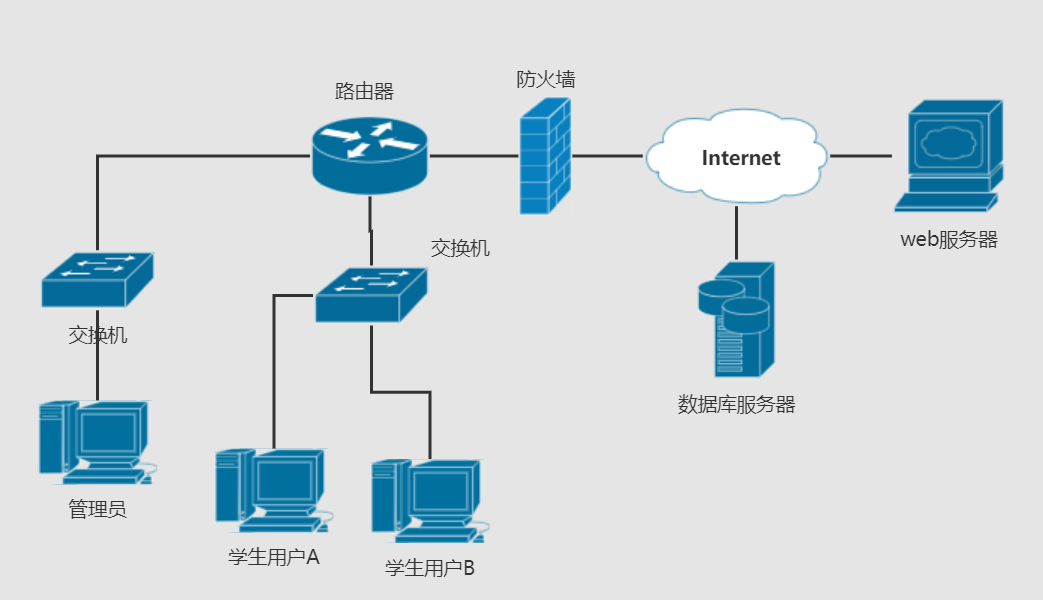 防火墙
路由器
Internet
web服务器
交换机
交换机
数据库服务器
管理员
学生用户A
学生用户B